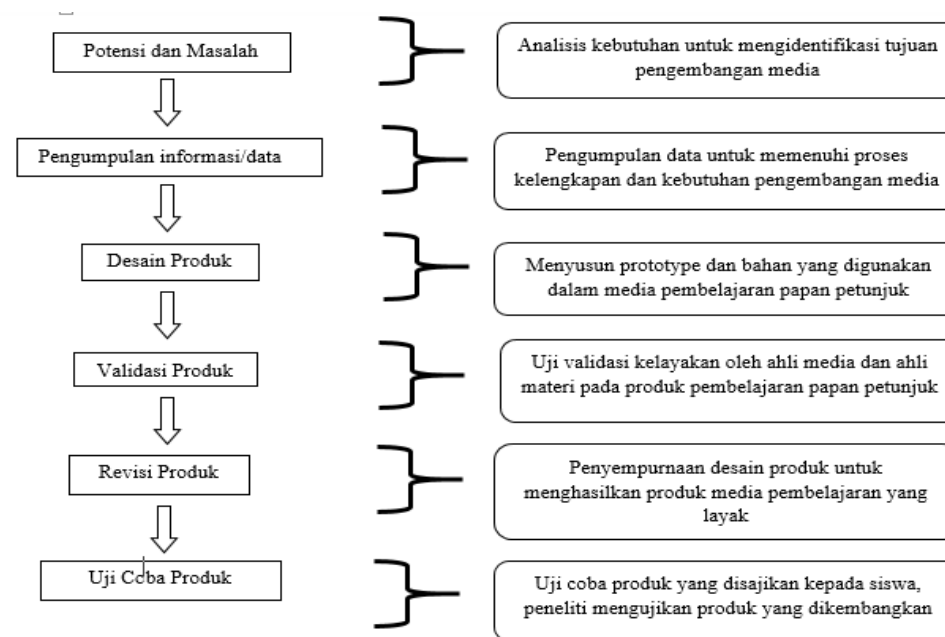 Potensi dan Masalah
Analisis kebutuhan untuk mengidentifikasi tujuan
pengembangan media
Pengumpulan informasi/data
Pengumpulan data untuk memenuhi proses
kelengkapan dan kebutuhan pengembangan media
Desain Produk
Menyusun prototype dan bahan yang digunakan
dalam media pembelajaran papan petunjuk
Validasi Produk
Uji validasi kelayakan oleh ahli media dan ahli
materi pada produk pembelajaran papan petunjuk
Revisi Produk
Penyempurnaan desain produk untuk
menghasilkan produk media pembelajaran yang
layak
Uji Coba Produk
Uji coba produk yang disajikan kepada siswa,
peneliti mengujikan produk yang dikembangkan